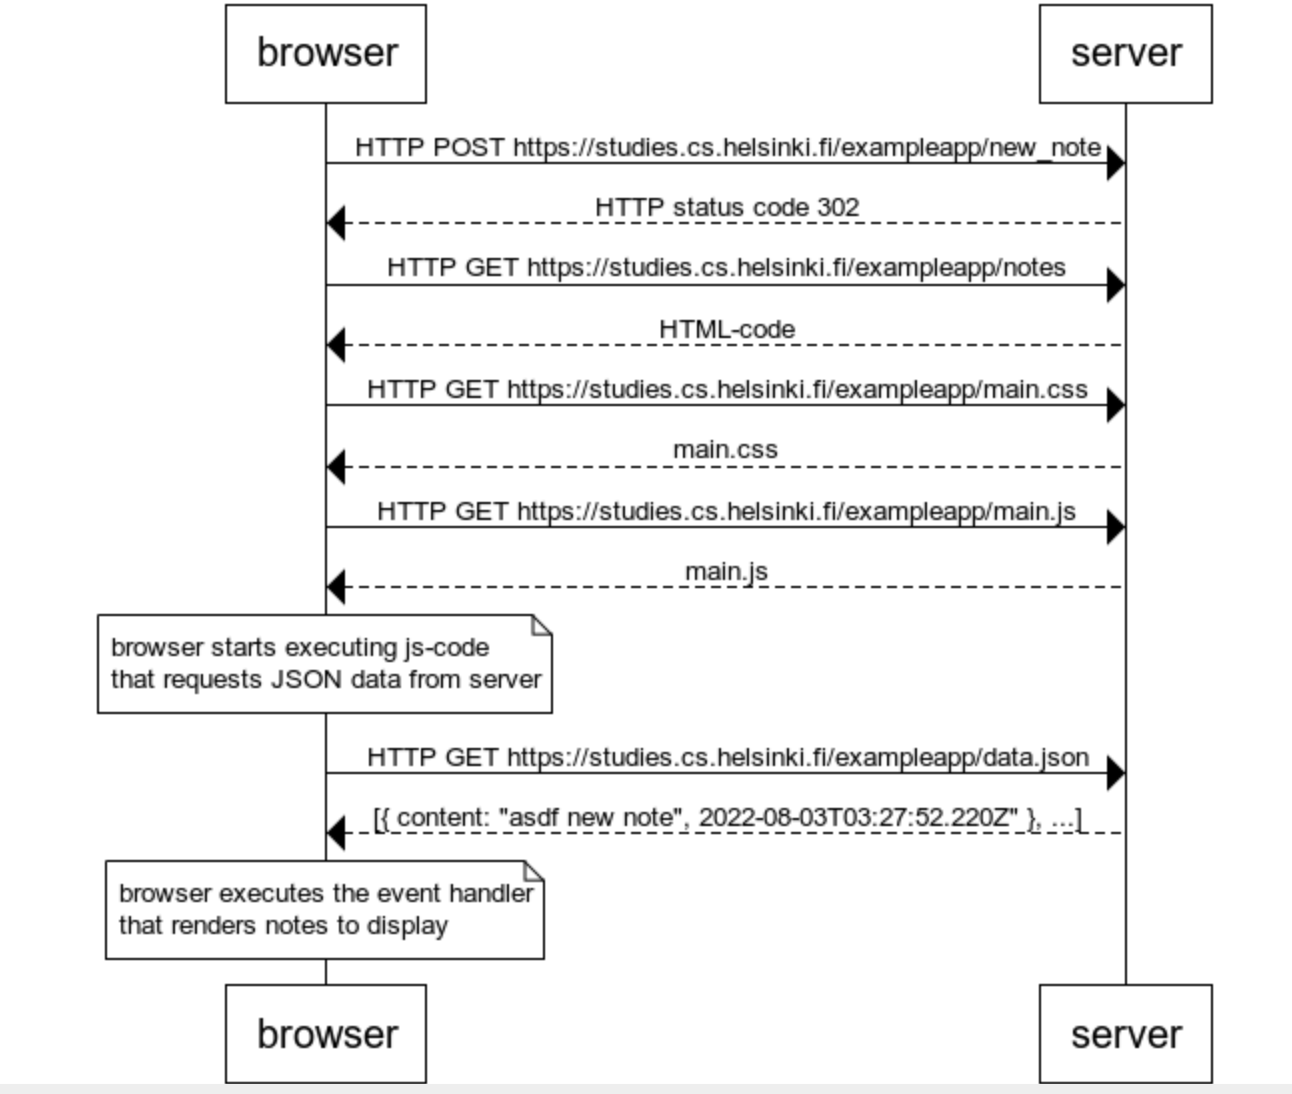 browser server
HTTP POST https://studies.cs.helsinki.fi/exampleapp/new_note
HTTP status code 302
HTTP GET https://studies.cs.helsinki.fi/exampleapp/notes
HTML-code
HTTP GET https://studies.cs.helsinki.fi/exampleapp/main.css
main.css
HTTP GET https://studies.cs.helsinki.fi/exampleapp/main.js
main.js
browser starts executing js-code
that requests JSON data from server
HTTP GET https://studies.cs.helsinki.fi/exampleapp/data.json
[{ content: "asdf new note", 2022-08-03T03:27:52.220Z" }, ...]
browser executes the event handler
that renders notes to display
browser server